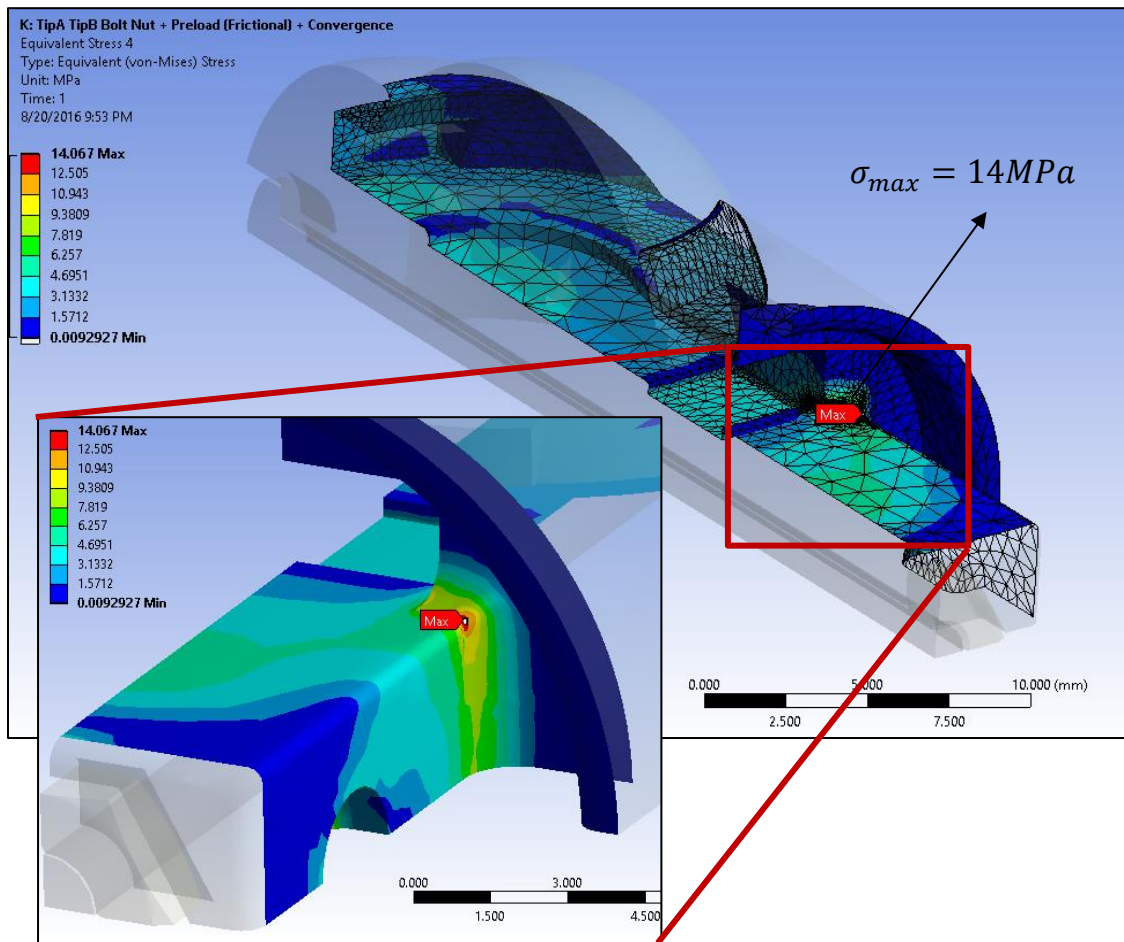 K: TipA TipB Bolt Nut + Preload (Frictional) + Convergence
Equivalent Stress 4
Type: Equivalent (von-Mises) Stress
Unit: MPa
Time: 1
8/20/2016 9:53 PM
14.067 Max
12.505
10.943
9.3809
7.819
6.257
4.6951
3.1332
1.5712
0.0092927 Min
σ_max = 14MPa
Max
0.000 5.000 10.000 (mm)
2.500 7.500
14.067 Max
12.505
10.943
9.3809
7.819
6.257
4.6951
3.1332
1.5712
0.0092927 Min
Max
0.000 3.000
1.500 4.500